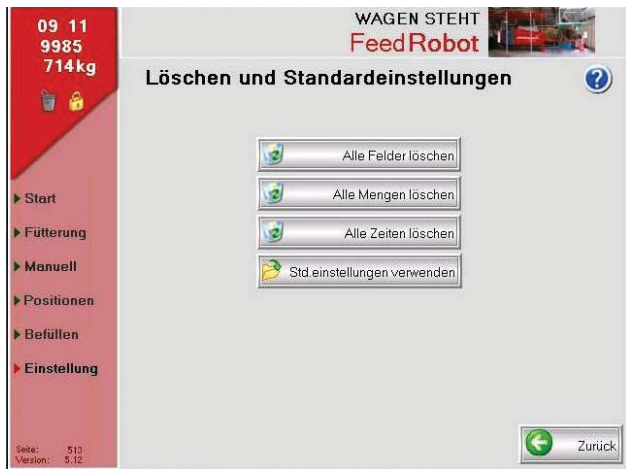 09 11
9985
714kg
WAGEN STEHT
FeedRobot
Löschen und Standardeinstellungen
?
Alle Felder löschen
Alle Mengen löschen
Alle Zeiten löschen
Std.einstellungen verwenden
Start
Fütterung
Manuell
Positionen
Befüllen
Einstellung
Seite: 513
Version: 5.12
Zurück